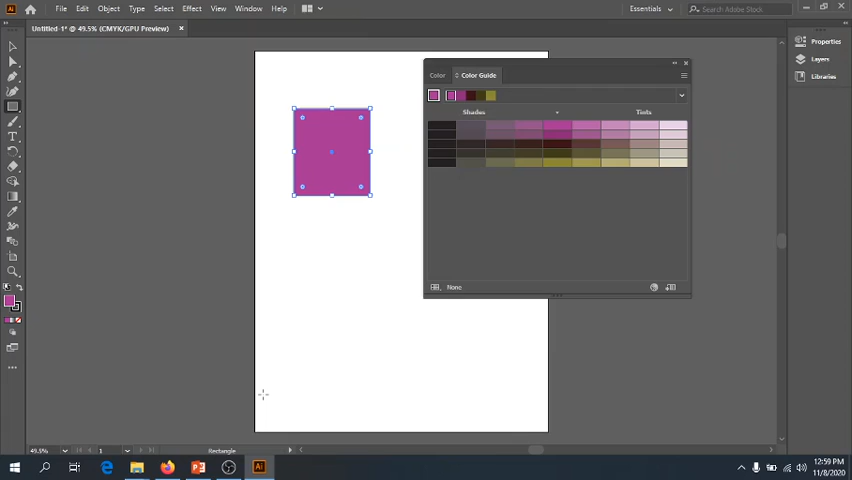 File Edit Object Type Select Effect View Window Help Essentials Search Adobe Stock
Untitled-1* @ 49.5% (CMYK/GPU Preview) ×
Color Color Guide
Shades Tints
None
Properties
Layers
Libraries
49.5% 1 Rectangle
12:59 PM
11/8/2020